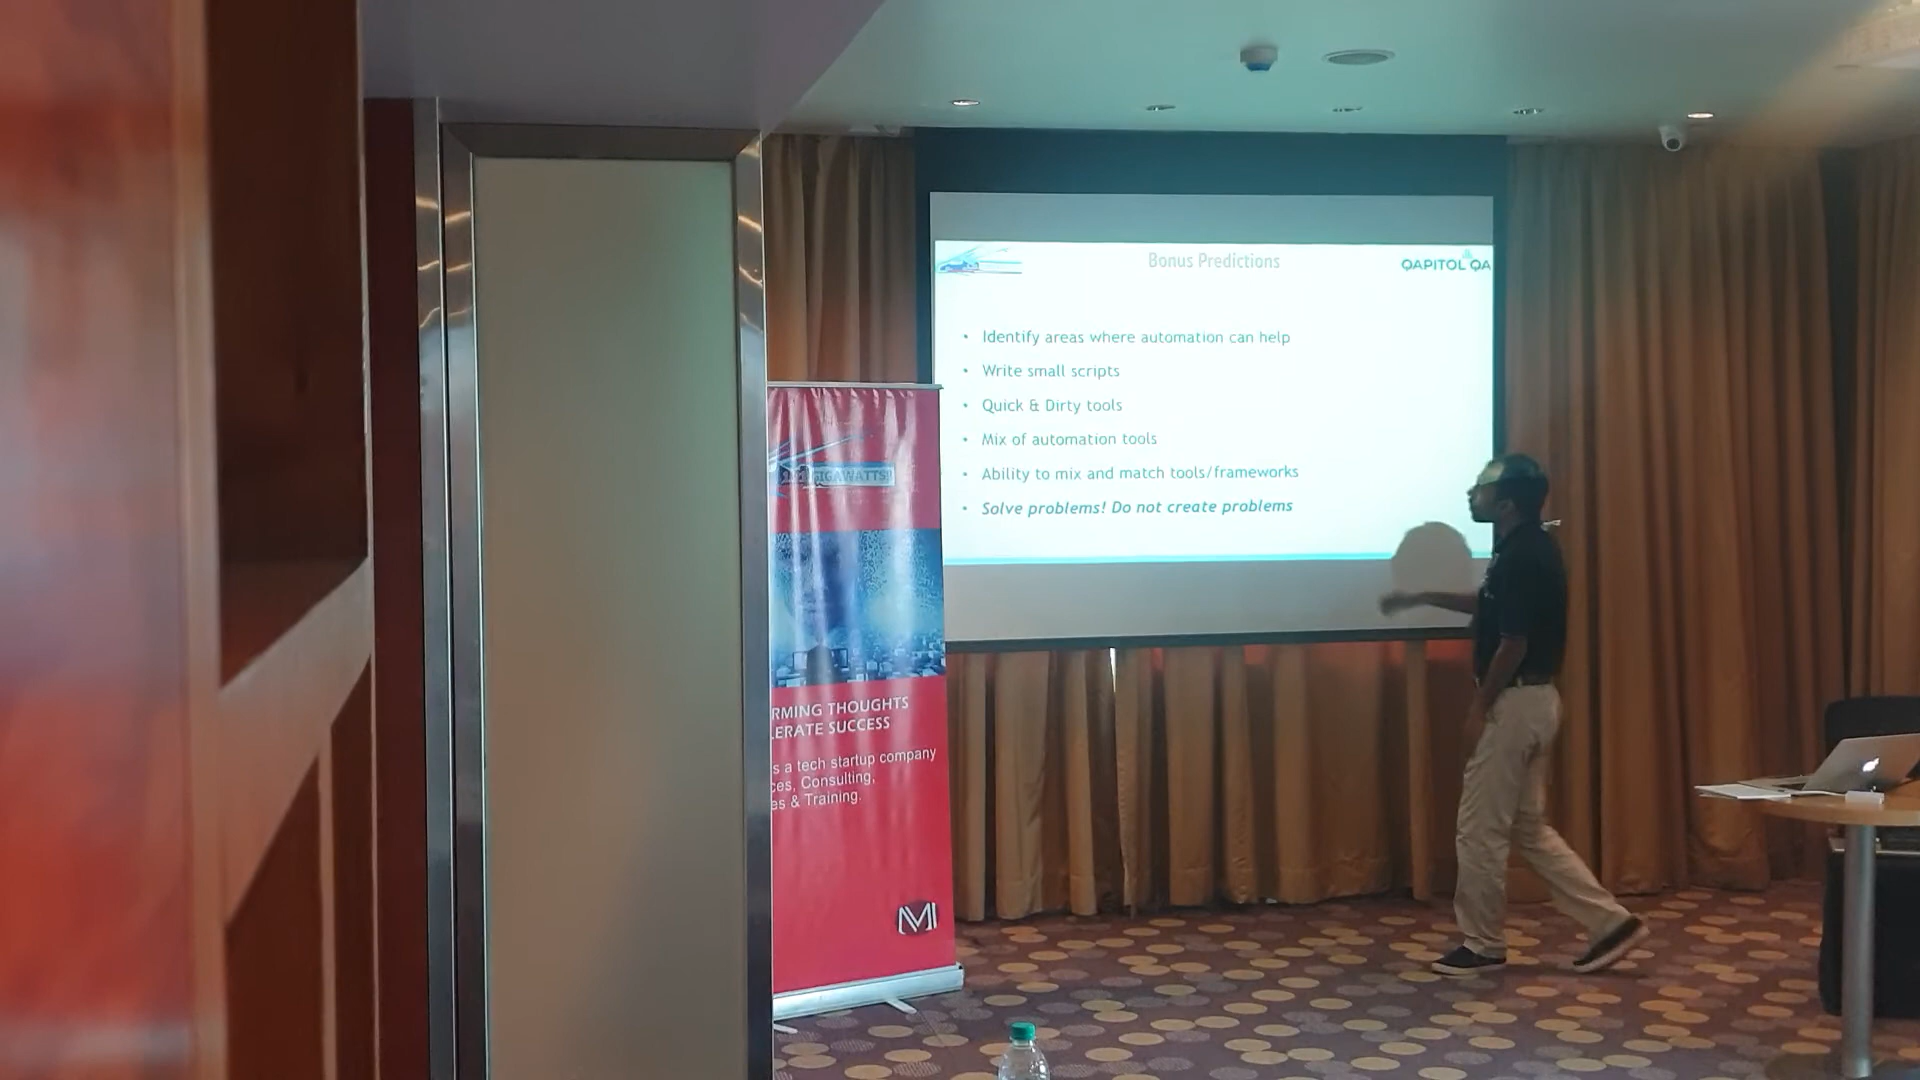 Bonus Predictions
QAPITOL QA
• Identify areas where automation can help
• Write small scripts
• Quick & Dirty tools
• Mix of automation tools
• Ability to mix and match tools/frameworks
• Solve problems! Do not create problems
GIGAWATTS!!
RMING THOUGHTS
LERATE SUCCESS
s a tech startup company
ces, Consulting,
es & Training.